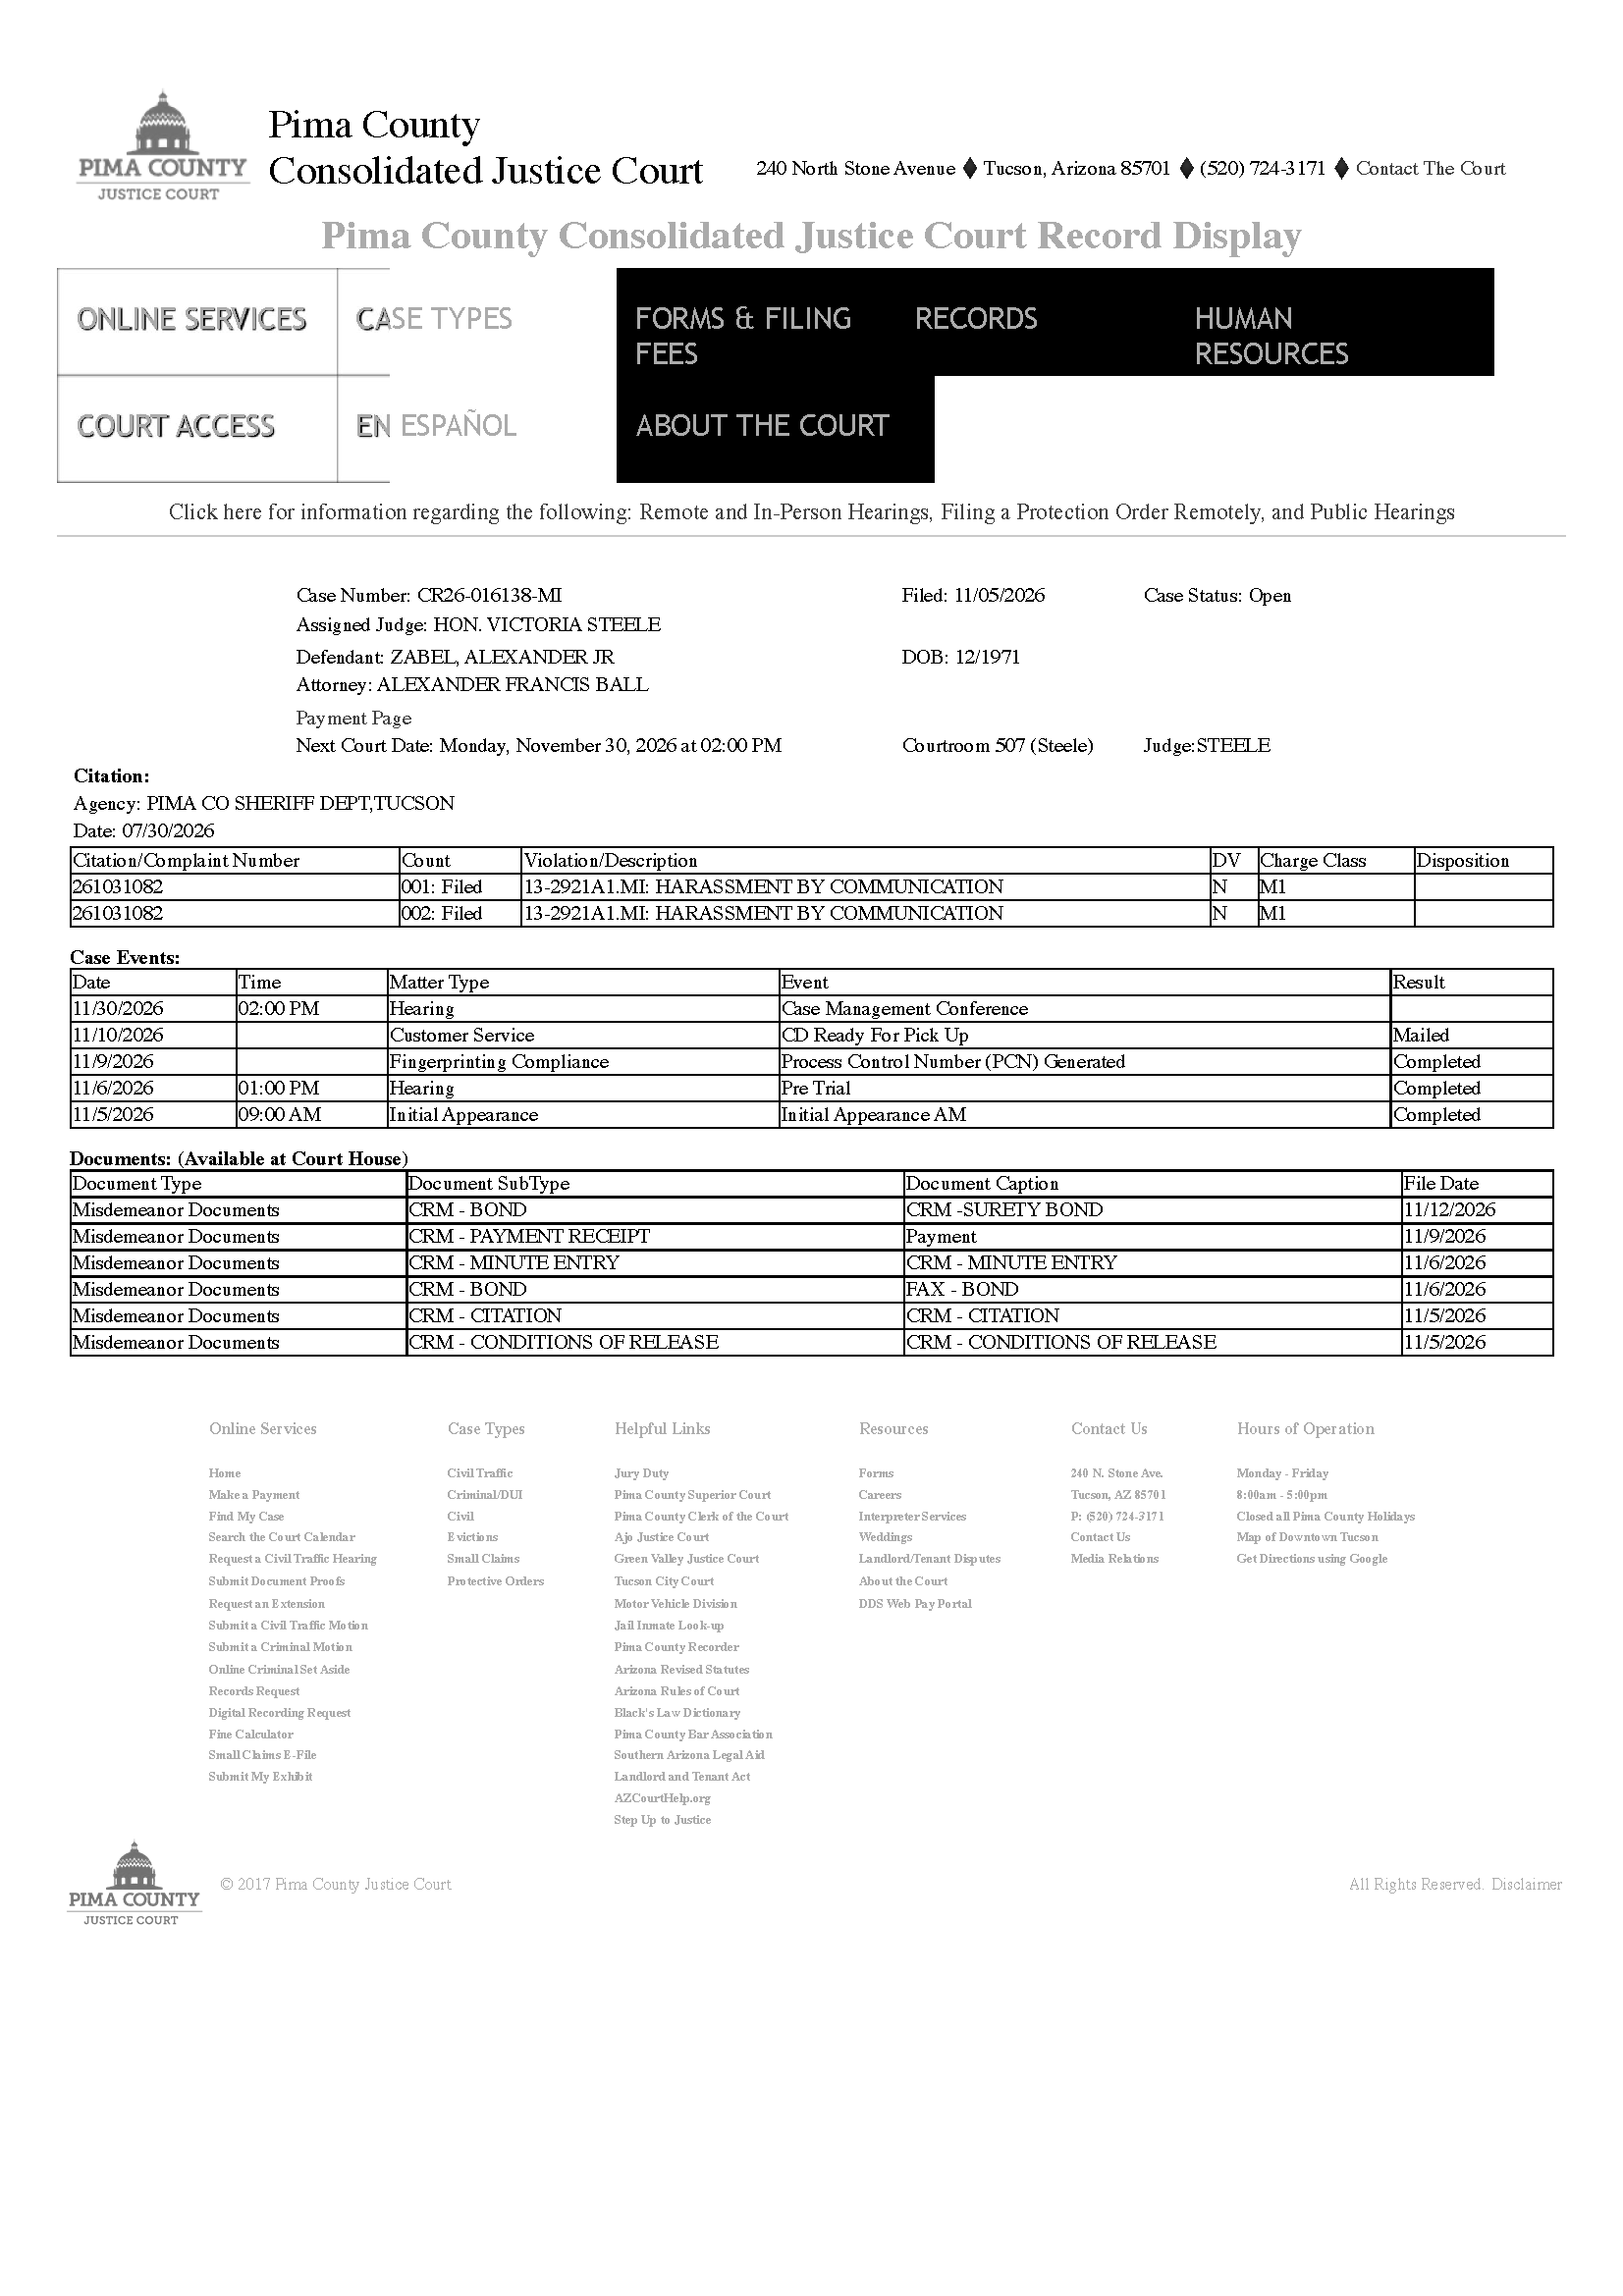 PIMA COUNTY
JUSTICE COURT
Pima County
Consolidated Justice Court
240 North Stone Avenue ♦ Tucson, Arizona 85701 ♦ (520) 724-3171 ♦ Contact The Court
Pima County Consolidated Justice Court Record Display
ONLINE SERVICES CASE TYPES FORMS & FILING FEES RECORDS HUMAN RESOURCES
COURT ACCESS EN ESPAÑOL ABOUT THE COURT
Click here for information regarding the following: Remote and In-Person Hearings, Filing a Protection Order Remotely, and Public Hearings
Case Number: CR26-016138-MI Filed: 11/05/2026 Case Status: Open
Assigned Judge: HON. VICTORIA STEELE
Defendant: ZABEL, ALEXANDER JR DOB: 12/1971
Attorney: ALEXANDER FRANCIS BALL
Payment Page
Next Court Date: Monday, November 30, 2026 at 02:00 PM Courtroom 507 (Steele) Judge:STEELE
Citation:
Agency: PIMA CO SHERIFF DEPT,TUCSON
Date: 07/30/2026
Citation/Complaint Number Count Violation/Description DV Charge Class Disposition
261031082 001: Filed 13-2921A1.MI: HARASSMENT BY COMMUNICATION N M1
261031082 002: Filed 13-2921A1.MI: HARASSMENT BY COMMUNICATION N M1
Case Events:
Date Time Matter Type Event Result
11/30/2026 02:00 PM Hearing Case Management Conference
11/10/2026 Customer Service CD Ready For Pick Up Mailed
11/9/2026 Fingerprinting Compliance Process Control Number (PCN) Generated Completed
11/6/2026 01:00 PM Hearing Pre Trial Completed
11/5/2026 09:00 AM Initial Appearance Initial Appearance AM Completed
Documents: (Available at Court House)
Document Type Document SubType Document Caption File Date
Misdemeanor Documents CRM - BOND CRM -SURETY BOND 11/12/2026
Misdemeanor Documents CRM - PAYMENT RECEIPT Payment 11/9/2026
Misdemeanor Documents CRM - MINUTE ENTRY CRM - MINUTE ENTRY 11/6/2026
Misdemeanor Documents CRM - BOND FAX - BOND 11/6/2026
Misdemeanor Documents CRM - CITATION CRM - CITATION 11/5/2026
Misdemeanor Documents CRM - CONDITIONS OF RELEASE CRM - CONDITIONS OF RELEASE 11/5/2026
Online Services Case Types Helpful Links Resources Contact Us Hours of Operation
Home Civil Traffic Jury Duty Forms 240 N. Stone Ave. Monday - Friday
Make a Payment Criminal/DUI Pima County Superior Court Careers Tucson, AZ 85701 8:00am - 5:00pm
Find My Case Civil Pima County Clerk of the Court Interpreter Services P: (520) 724-3171 Closed all Pima County Holidays
Search the Court Calendar Evictions Ajo Justice Court Weddings Contact Us Map of Downtown Tucson
Request a Civil Traffic Hearing Small Claims Green Valley Justice Court Landlord/Tenant Disputes Media Relations Get Directions using Google
Submit Document Proofs Protective Orders Tucson City Court About the Court
Request an Extension Motor Vehicle Division DDS Web Pay Portal
Submit a Civil Traffic Motion Jail Inmate Look-up
Submit a Criminal Motion Pima County Recorder
Online Criminal Set Aside Arizona Revised Statutes
Records Request Arizona Rules of Court
Digital Recording Request Black's Law Dictionary
Fine Calculator Pima County Bar Association
Small Claims E-File Southern Arizona Legal Aid
Submit My Exhibit Landlord and Tenant Act
AZCourtHelp.org
Step Up to Justice
PIMA COUNTY
JUSTICE COURT
© 2017 Pima County Justice Court All Rights Reserved. Disclaimer